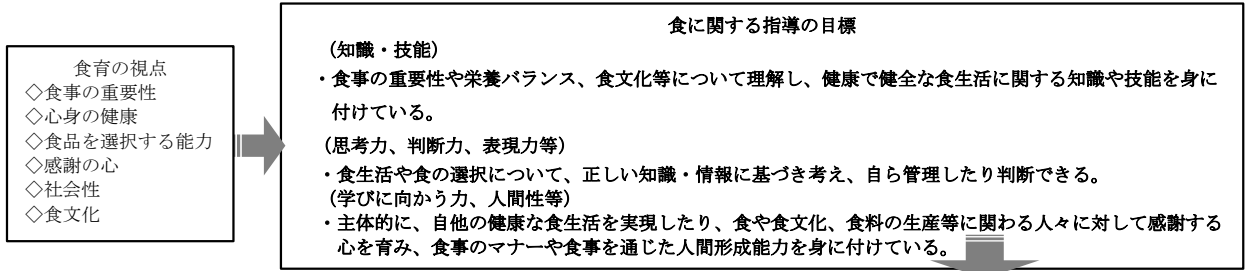 食育の視点
◇食事の重要性
◇心身の健康
◇食品を選択する能力
◇感謝の心
◇社会性
◇食文化
食に関する指導の目標
（知識・技能）
・食事の重要性や栄養バランス、食文化等について理解し、健康で健全な食生活に関する知識や技能を身に
付けている。
（思考力、判断力、表現力等）
・食生活や食の選択について、正しい知識・情報に基づき考え、自ら管理したり判断できる。
（学びに向かう力、人間性等）
・主体的に、自他の健康な食生活を実現したり、食や食文化、食料の生産等に関わる人々に対して感謝する
心を育み、食事のマナーや食事を通じた人間形成能力を身に付けている。